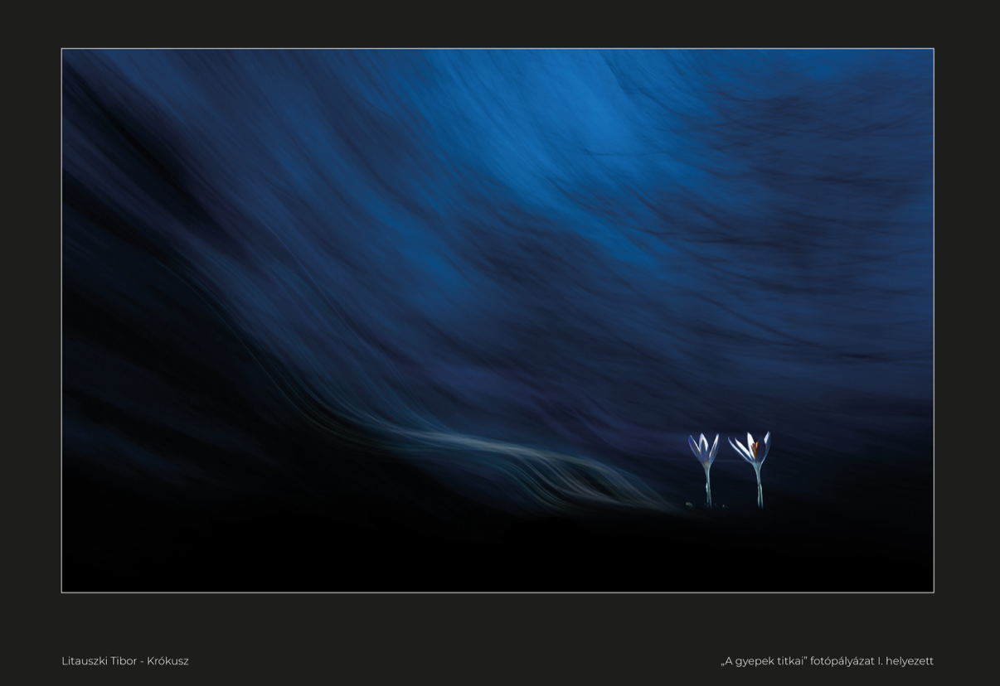 Litauszki Tibor - Krókusz
„A gyepek titkai” fotópályázat I. helyezett